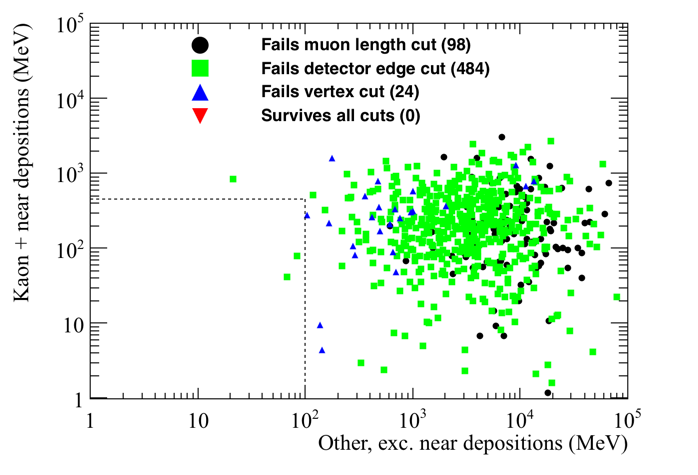 Kaon + near depositions (MeV)
10^5
10^4
10^3
10^2
10
1
Fails muon length cut (98)
Fails detector edge cut (484)
Fails vertex cut (24)
Survives all cuts (0)
1 10 10^2 10^3 10^4 10^5
Other, exc. near depositions (MeV)